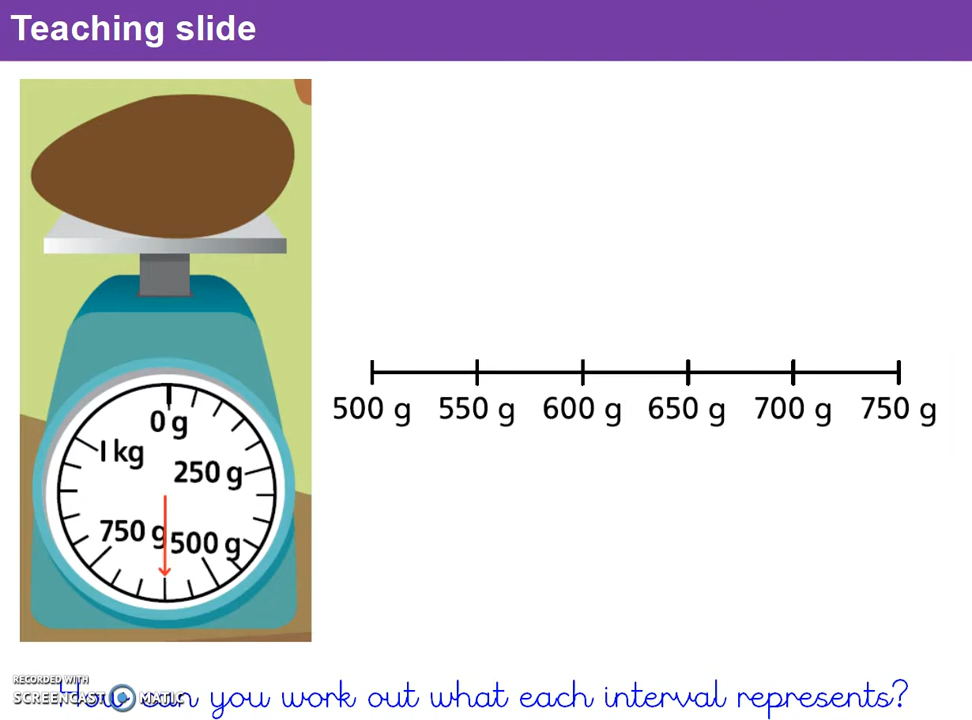 Teaching slide
0 g
1 kg
250 g
750 g
500 g
500 g 550 g 600 g 650 g 700 g 750 g
How can you work out what each interval represents?
RECORDED WITH
SCREENCAST MATIC